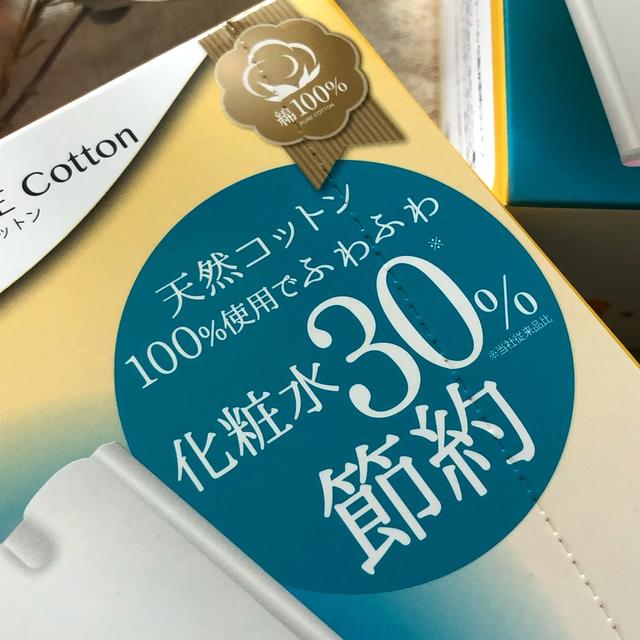 綿100%
PURE COTTON
E Cotton
ットン
天然コットン
100%使用でふわふわ※
化粧水30%
※当社従来品比
節約